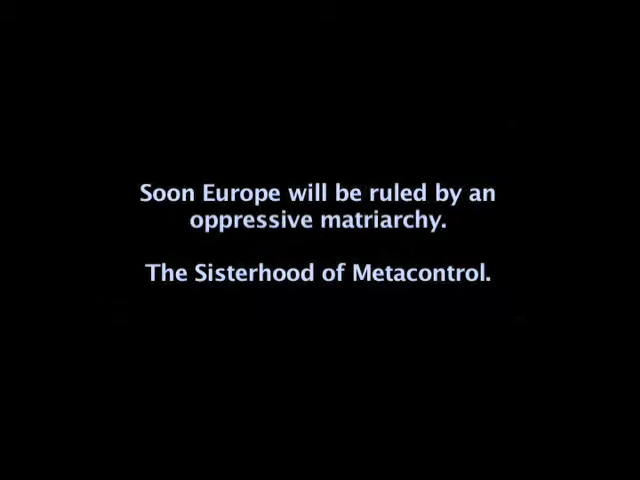 Soon Europe will be ruled by an
oppressive matriarchy.
The Sisterhood of Metacontrol.